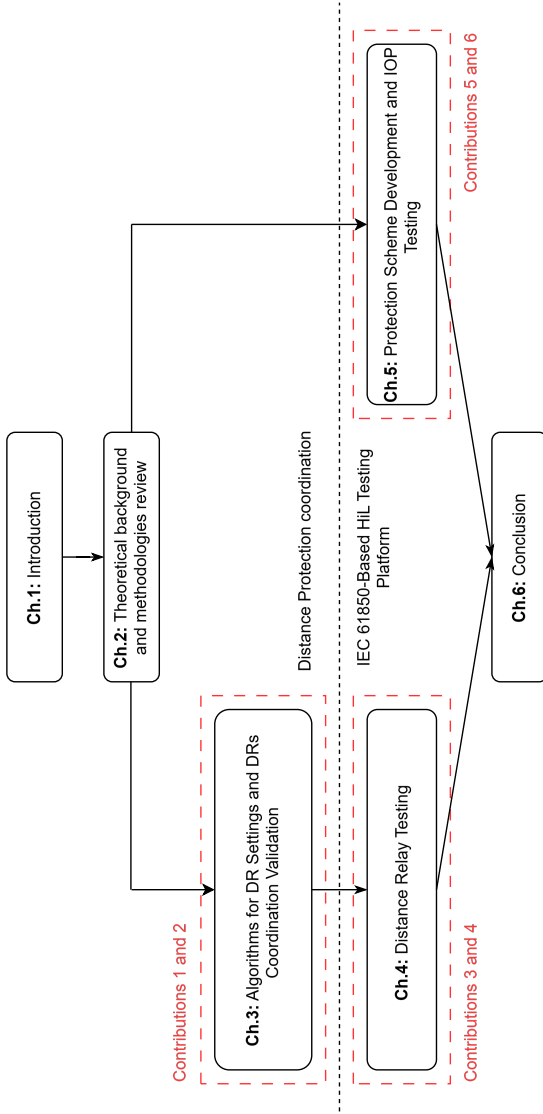 Ch.1: Introduction
Ch.2: Theoretical background
and methodologies review
Contributions 1 and 2
Ch.3: Algorithms for DR Settings and DRs
Coordination Validation
Distance Protection coordination
IEC 61850-Based HiL Testing
Platform
Ch.4: Distance Relay Testing
Contributions 3 and 4
Ch.5: Protection Scheme Development and IOP
Testing
Contributions 5 and 6
Ch.6: Conclusion